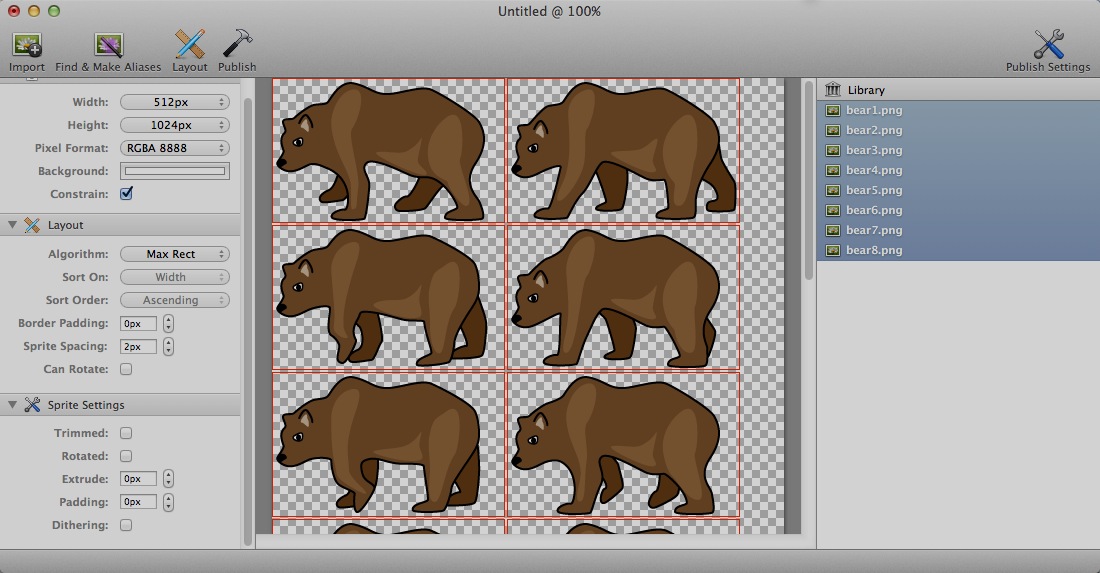 Untitled @ 100%
Import
Find & Make Aliases
Layout
Publish
Publish Settings
Width: 512px
Height: 1024px
Pixel Format: RGBA 8888
Background:
Constrain:
Layout
Algorithm: Max Rect
Sort On: Width
Sort Order: Ascending
Border Padding: 0px
Sprite Spacing: 2px
Can Rotate:
Sprite Settings
Trimmed:
Rotated:
Extrude: 0px
Padding: 0px
Dithering:
Library
bear1.png
bear2.png
bear3.png
bear4.png
bear5.png
bear6.png
bear7.png
bear8.png